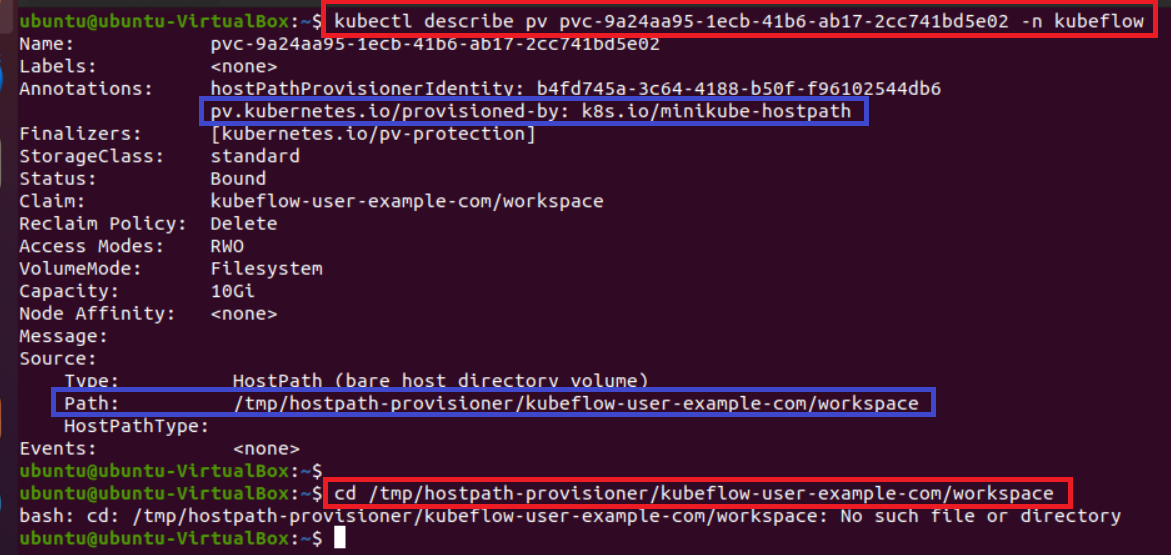 ubuntu@ubuntu-VirtualBox:~$ kubectl describe pv pvc-9a24aa95-1ecb-41b6-ab17-2cc741bd5e02 -n kubeflow
Name:            pvc-9a24aa95-1ecb-41b6-ab17-2cc741bd5e02
Labels:          <none>
Annotations:     hostPathProvisionerIdentity: b4fd745a-3c64-4188-b50f-f96102544db6
                 pv.kubernetes.io/provisioned-by: k8s.io/minikube-hostpath
Finalizers:      [kubernetes.io/pv-protection]
StorageClass:    standard
Status:          Bound
Claim:           kubeflow-user-example-com/workspace
Reclaim Policy:  Delete
Access Modes:    RWO
VolumeMode:      Filesystem
Capacity:        10Gi
Node Affinity:   <none>
Message:
Source:
    Type:          HostPath (bare host directory volume)
    Path:          /tmp/hostpath-provisioner/kubeflow-user-example-com/workspace
    HostPathType:
Events:            <none>
ubuntu@ubuntu-VirtualBox:~$
ubuntu@ubuntu-VirtualBox:~$ cd /tmp/hostpath-provisioner/kubeflow-user-example-com/workspace
bash: cd: /tmp/hostpath-provisioner/kubeflow-user-example-com/workspace: No such file or directory
ubuntu@ubuntu-VirtualBox:~$